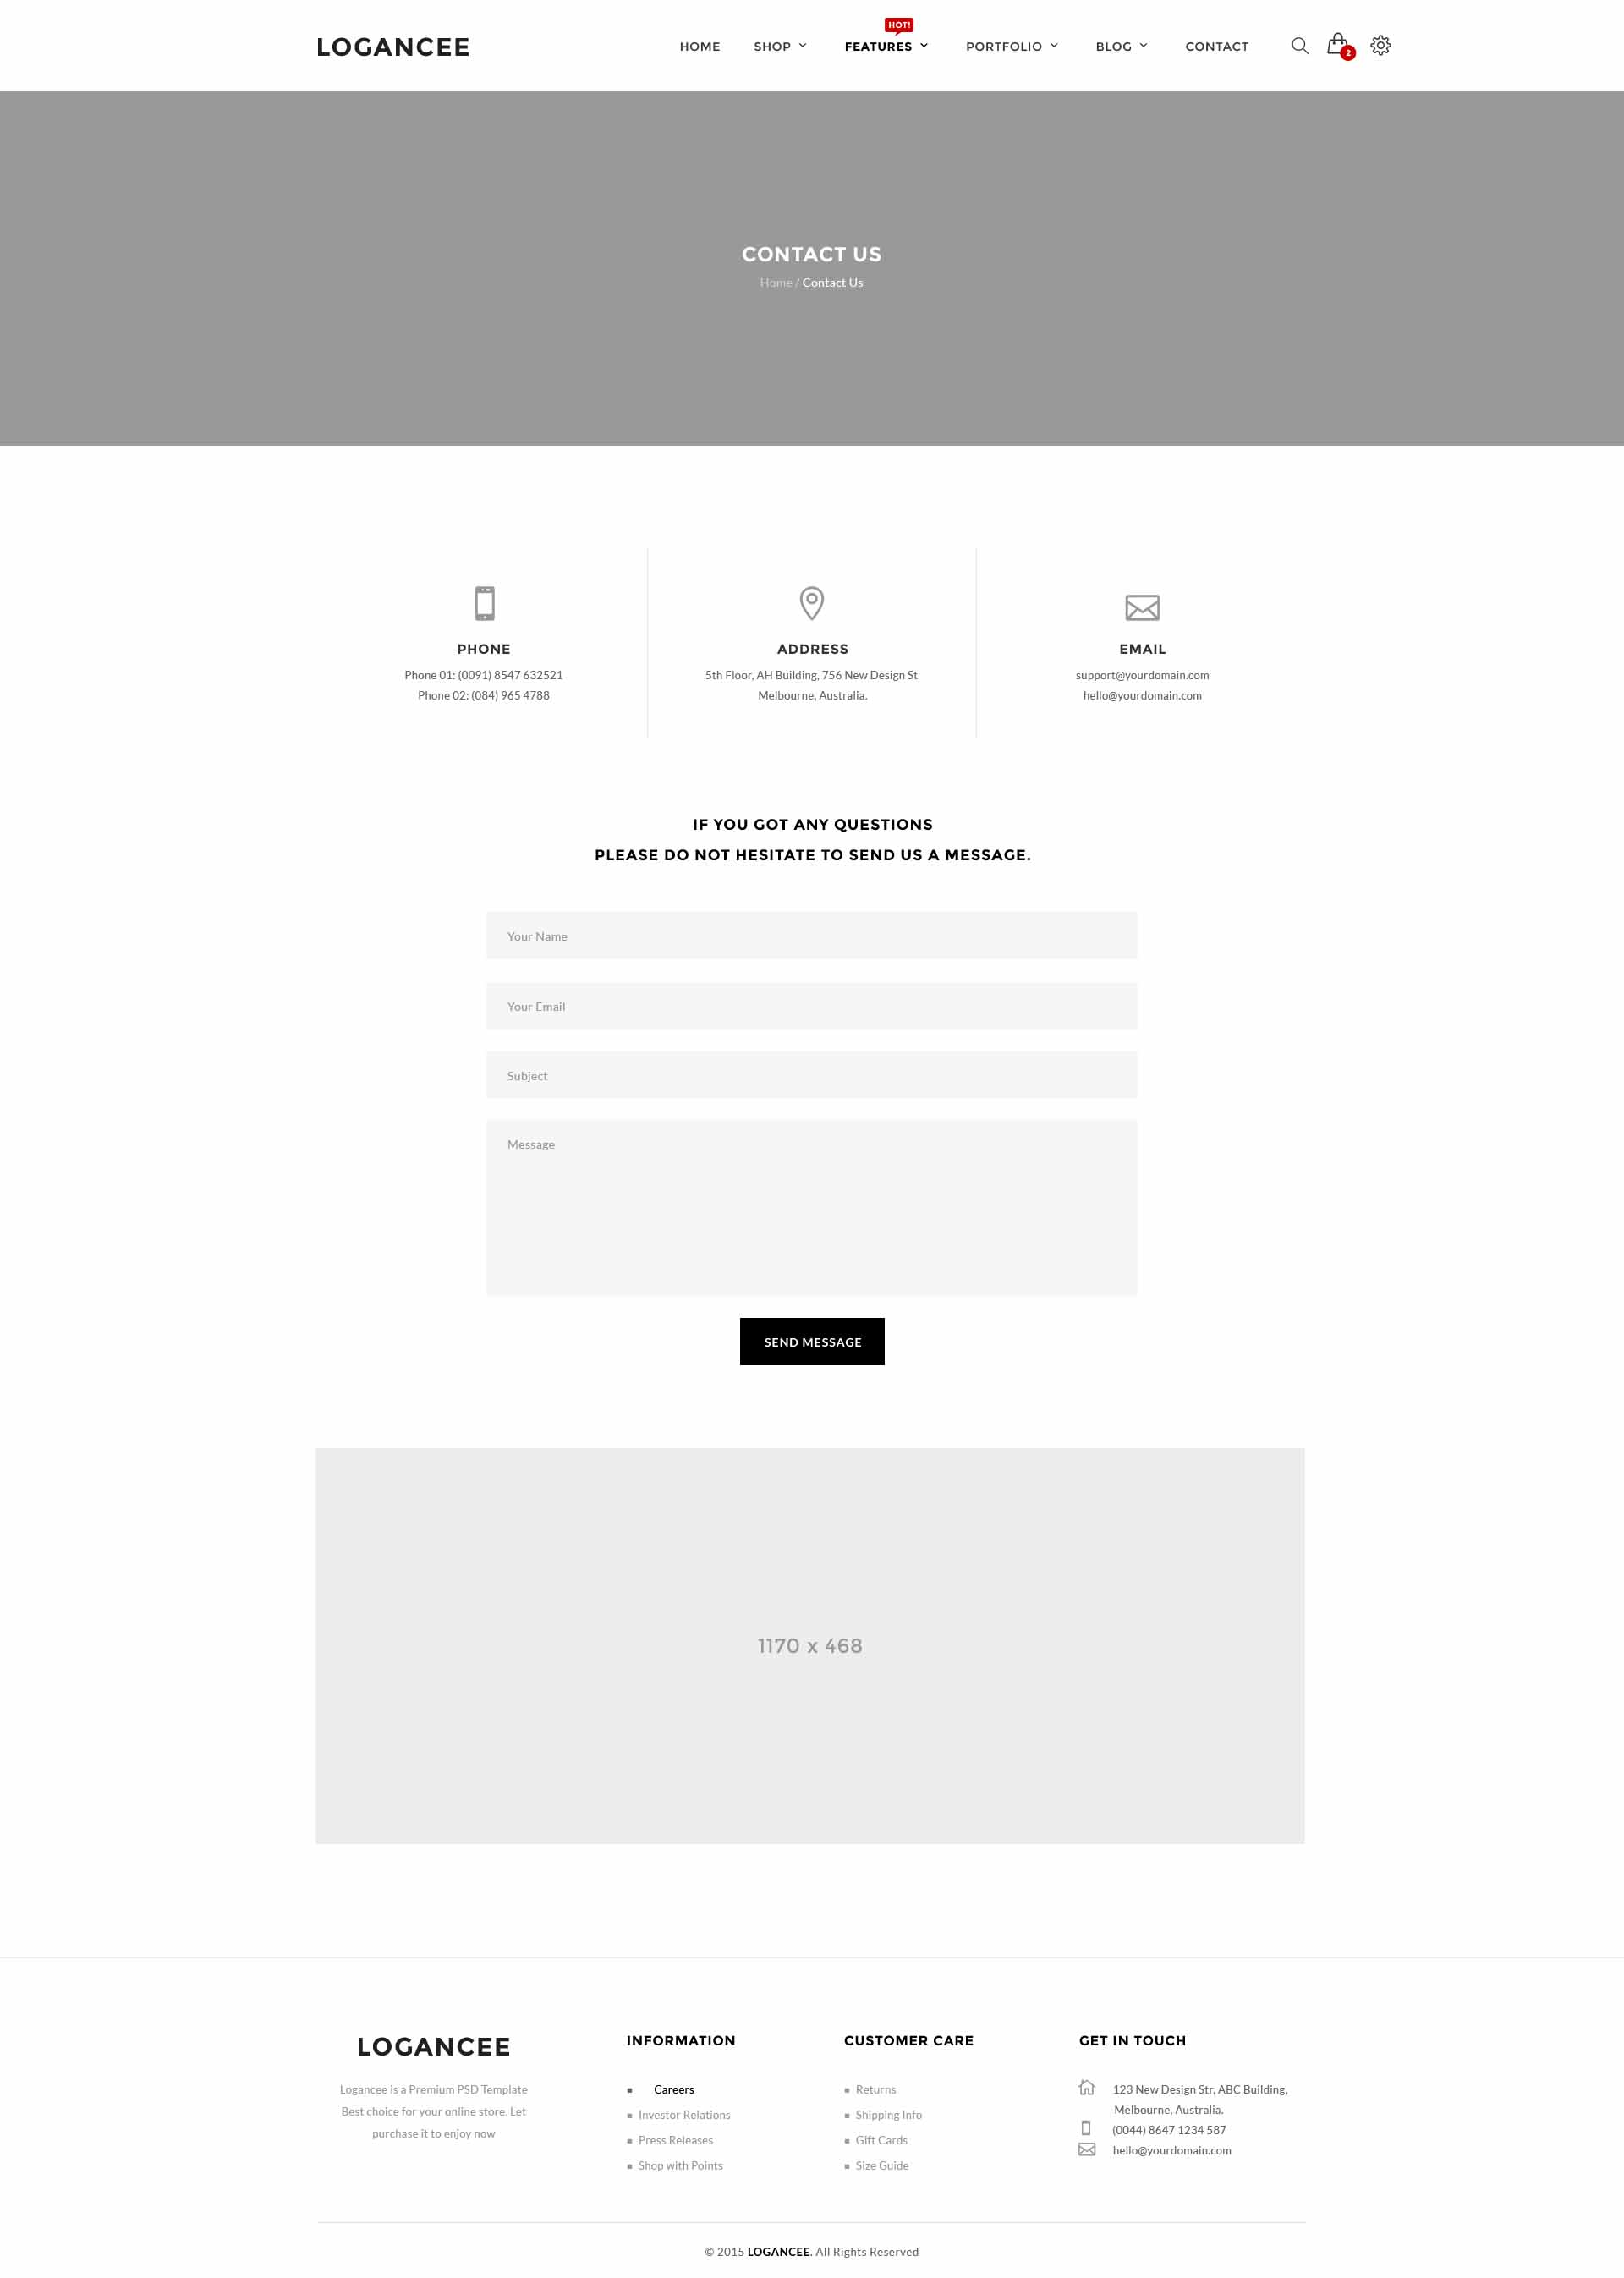 LOGANCEE
HOME SHOP FEATURES PORTFOLIO BLOG CONTACT
HOT!
2
CONTACT US
Home / Contact Us
PHONE
Phone 01: (0091) 8547 632521
Phone 02: (084) 965 4788
ADDRESS
5th Floor, AH Building, 756 New Design St
Melbourne, Australia.
EMAIL
support@yourdomain.com
hello@yourdomain.com
IF YOU GOT ANY QUESTIONS
PLEASE DO NOT HESITATE TO SEND US A MESSAGE.
Your Name
Your Email
Subject
Message
SEND MESSAGE
1170 x 468
LOGANCEE
Logancee is a Premium PSD Template
Best choice for your online store. Let
purchase it to enjoy now
INFORMATION
Careers
Investor Relations
Press Releases
Shop with Points
CUSTOMER CARE
Returns
Shipping Info
Gift Cards
Size Guide
GET IN TOUCH
123 New Design Str, ABC Building,
Melbourne, Australia.
(0044) 8647 1234 587
hello@yourdomain.com
© 2015 LOGANCEE. All Rights Reserved